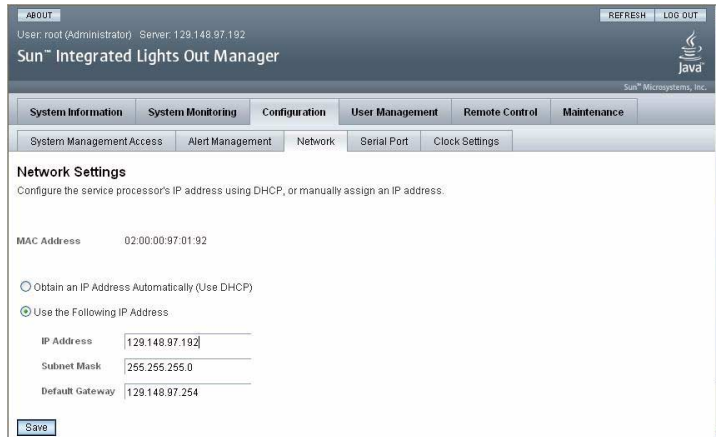 ABOUT
REFRESH LOG OUT
User: root (Administrator) Server: 129.148.97.192
Sun™ Integrated Lights Out Manager
Java™
Sun™ Microsystems, Inc.
System Information System Monitoring Configuration User Management Remote Control Maintenance
System Management Access Alert Management Network Serial Port Clock Settings
Network Settings
Configure the service processor's IP address using DHCP, or manually assign an IP address.
MAC Address 02:00:00:97:01:92
Obtain an IP Address Automatically (Use DHCP)
Use the Following IP Address
IP Address 129.148.97.192
Subnet Mask 255.255.255.0
Default Gateway 129.148.97.254
Save